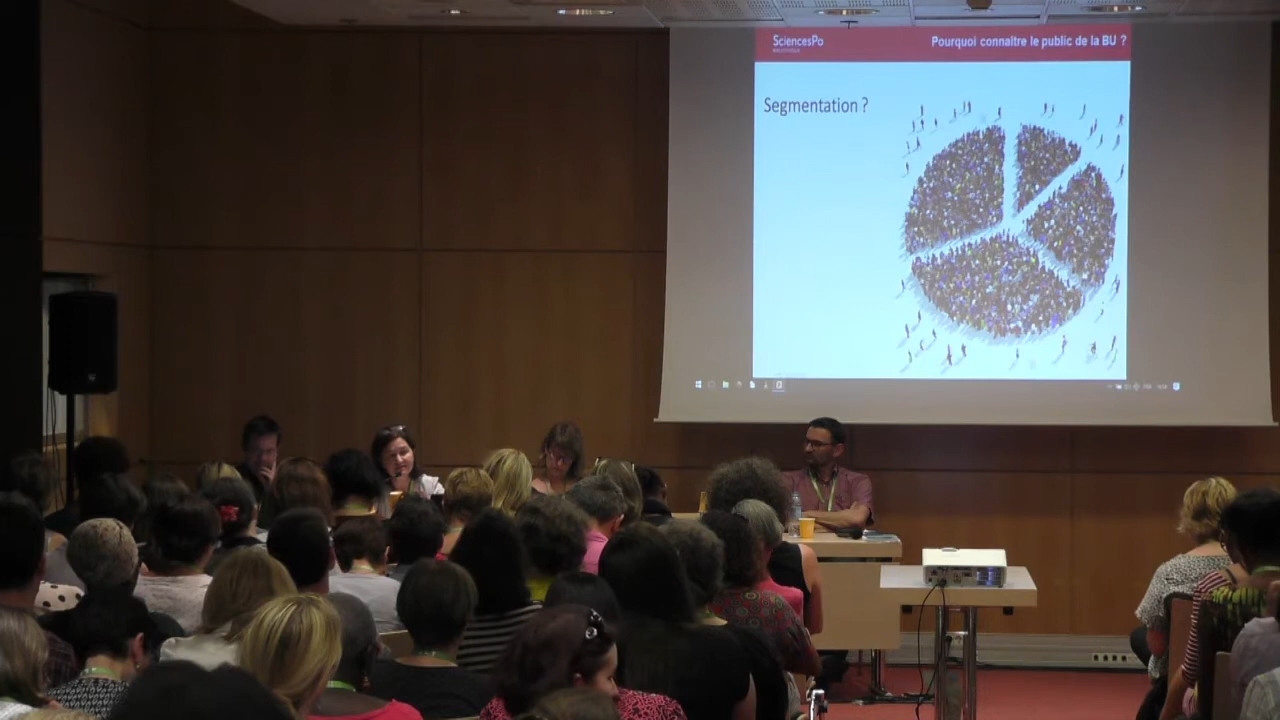 SciencesPo
Pourquoi connaître le public de la BU ?
Segmentation ?